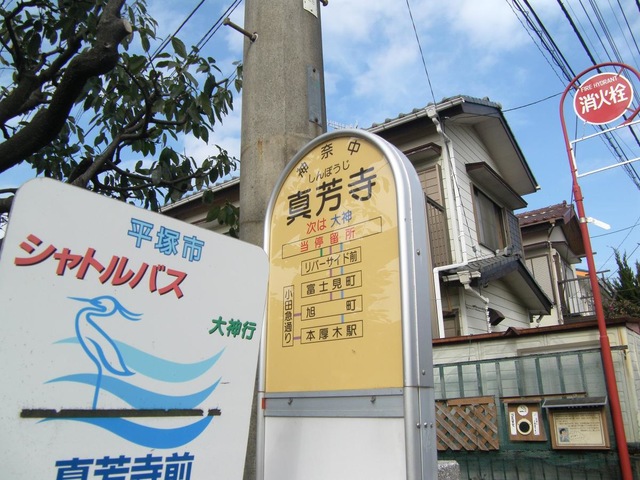 平塚市
シャトルバス
大神行
真芳寺前
神奈中
しんぽうじ
真芳寺
次は 大神
当停留所
リバーサイド前
富士見町
旭町
本厚木駅
小田急通り
FIRE HYDRANT
消火栓